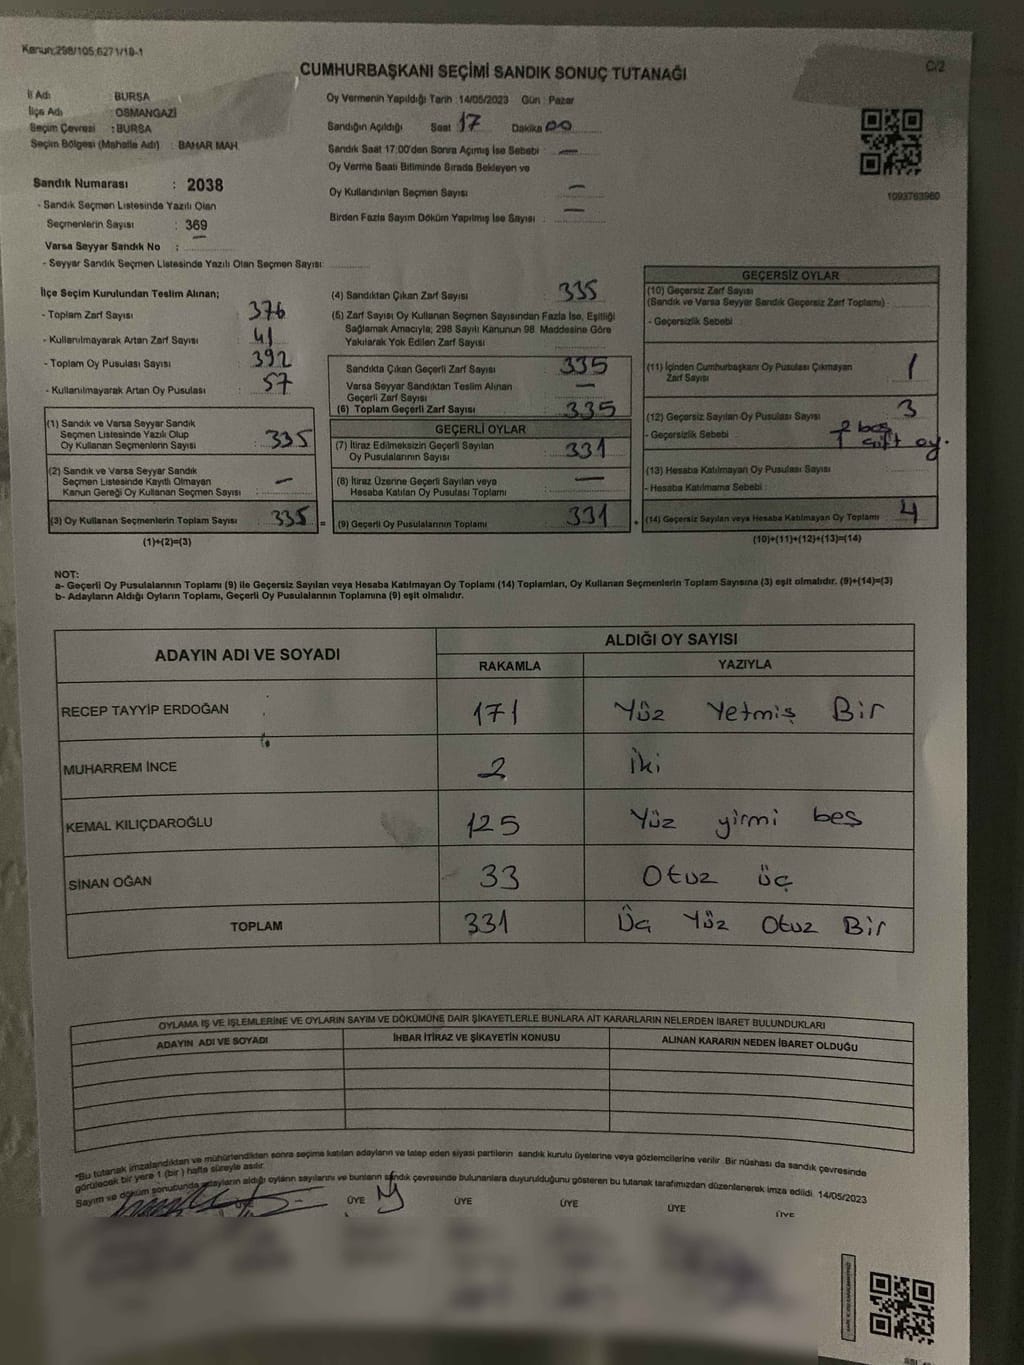 Kanun;298/105;6271/19-1
C/2
CUMHURBAŞKANI SEÇİMİ SANDIK SONUÇ TUTANAĞI
İl Adı : BURSA
İlçe Adı : OSMANGAZİ
Seçim Çevresi : BURSA
Seçim Bölgesi (Mahalle Adı) : BAHAR MAH.
Sandık Numarası : 2038
- Sandık Seçmen Listesinde Yazılı Olan
Seçmenlerin Sayısı : 369
Varsa Seyyar Sandık No : —
- Seyyar Sandık Seçmen Listesinde Yazılı Olan Seçmen Sayısı:
Oy Vermenin Yapıldığı Tarih : 14/05/2023 Gün : Pazar
Sandığın Açıldığı Saat 17 Dakika 00
Sandık Saat 17:00'den Sonra Açmış İse Sebebi : —
Oy Verme Saati Bitiminde Sırada Bekleyen ve
Oy Kullandırılan Seçmen Sayısı —
Birden Fazla Sayım Döküm Yapılmış İse Sayısı : —
1093763960
İlçe Seçim Kurulundan Teslim Alınan;
- Toplam Zarf Sayısı : 376
- Kullanılmayarak Artan Zarf Sayısı : 41
- Toplam Oy Pusulası Sayısı : 392
- Kullanılmayarak Artan Oy Pusulası : 57
(1) Sandık ve Varsa Seyyar Sandık
Seçmen Listesinde Yazılı Olup
Oy Kullanan Seçmenlerin Sayısı : 335
(2) Sandık ve Varsa Seyyar Sandık
Seçmen Listesinde Kayıtlı Olmayan
Kanun Gereği Oy Kullanan Seçmen Sayısı : —
(3) Oy Kullanan Seçmenlerin Toplam Sayısı : 335 =
(1)+(2)=(3)
(4) Sandıktan Çıkan Zarf Sayısı : 335
(5) Zarf Sayısı Oy Kullanan Seçmen Sayısından Fazla İse, Eşitliği
Sağlamak Amacıyla; 298 Sayılı Kanunun 98. Maddesine Göre
Yakılarak Yok Edilen Zarf Sayısı
Sandıkta Çıkan Geçerli Zarf Sayısı : 335
Varsa Seyyar Sandıktan Teslim Alınan
Geçerli Zarf Sayısı : —
(6) Toplam Geçerli Zarf Sayısı : 335
GEÇERLİ OYLAR
(7) İtiraz Edilmeksizin Geçerli Sayılan
Oy Pusulalarının Sayısı : 331
(8) İtiraz Üzerine Geçerli Sayılan veya
Hesaba Katılan Oy Pusulası Toplamı : —
(9) Geçerli Oy Pusulalarının Toplamı : 331 +
GEÇERSİZ OYLAR
(10) Geçersiz Zarf Sayısı
(Sandık ve Varsa Seyyar Sandık Geçersiz Zarf Toplamı)
- Geçersizlik Sebebi :
(11) İçinden Cumhurbaşkanı Oy Pusulası Çıkmayan
Zarf Sayısı : 1
(12) Geçersiz Sayılan Oy Pusulası Sayısı : 3
- Geçersizlik Sebebi : 2 boş
1 çift oy.
(13) Hesaba Katılmayan Oy Pusulası Sayısı :
- Hesaba Katılmama Sebebi :
(14) Geçersiz Sayılan veya Hesaba Katılmayan Oy Toplamı : 4
(10)+(11)+(12)+(13)=(14)
NOT:
a- Geçerli Oy Pusulalarının Toplamı (9) ile Geçersiz Sayılan veya Hesaba Katılmayan Oy Toplamı (14) Toplamları, Oy Kullanan Seçmenlerin Toplam Sayısına (3) eşit olmalıdır. (9)+(14)=(3)
b- Adayların Aldığı Oyların Toplamı, Geçerli Oy Pusulalarının Toplamına (9) eşit olmalıdır.
ADAYIN ADI VE SOYADI
ALDIĞI OY SAYISI
RAKAMLA YAZIYLA
RECEP TAYYİP ERDOĞAN 171 Yüz Yetmiş Bir
MUHARREM İNCE 2 İki
KEMAL KILIÇDAROĞLU 125 Yüz yirmi beş
SİNAN OĞAN 33 Otuz üç
TOPLAM 331 Üç Yüz Otuz Bir
OYLAMA İŞ VE İŞLEMLERİNE VE OYLARIN SAYIM VE DÖKÜMÜNE DAİR ŞİKAYETLERLE BUNLARA AİT KARARLARIN NELERDEN İBARET BULUNDUKLARI
ADAYIN ADI VE SOYADI İHBAR İTİRAZ VE ŞİKAYETİN KONUSU ALINAN KARARIN NEDEN İBARET OLDUĞU
*Bu tutanak imzalandıktan ve mühürlendikten sonra seçime katılan adayların ve talep eden siyasi partilerin sandık kurulu üyelerine veya gözlemcilerine verilir. Bir nüshası da sandık çevresinde
görülecek bir yere 1 (bir) hafta süreyle asılır.
Sayım ve döküm sonubunda adayların aldığı oyların sayılarını ve bunların sandık çevresinde bulunanlara duyurulduğunu gösteren bu tutanak tarafımızdan düzenlenerek imza edildi. 14/05/2023
ÜYE ÜYE ÜYE ÜYE ÜYE